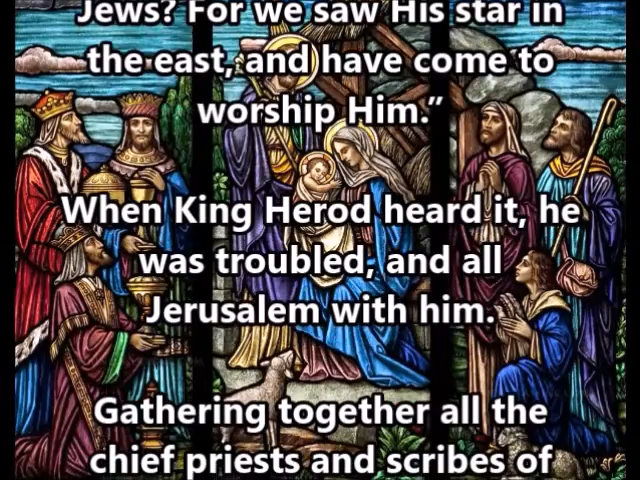 Jews? For we saw His star in
the east, and have come to
worship Him.”
When King Herod heard it, he
was troubled, and all
Jerusalem with him.
Gathering together all the
chief priests and scribes of